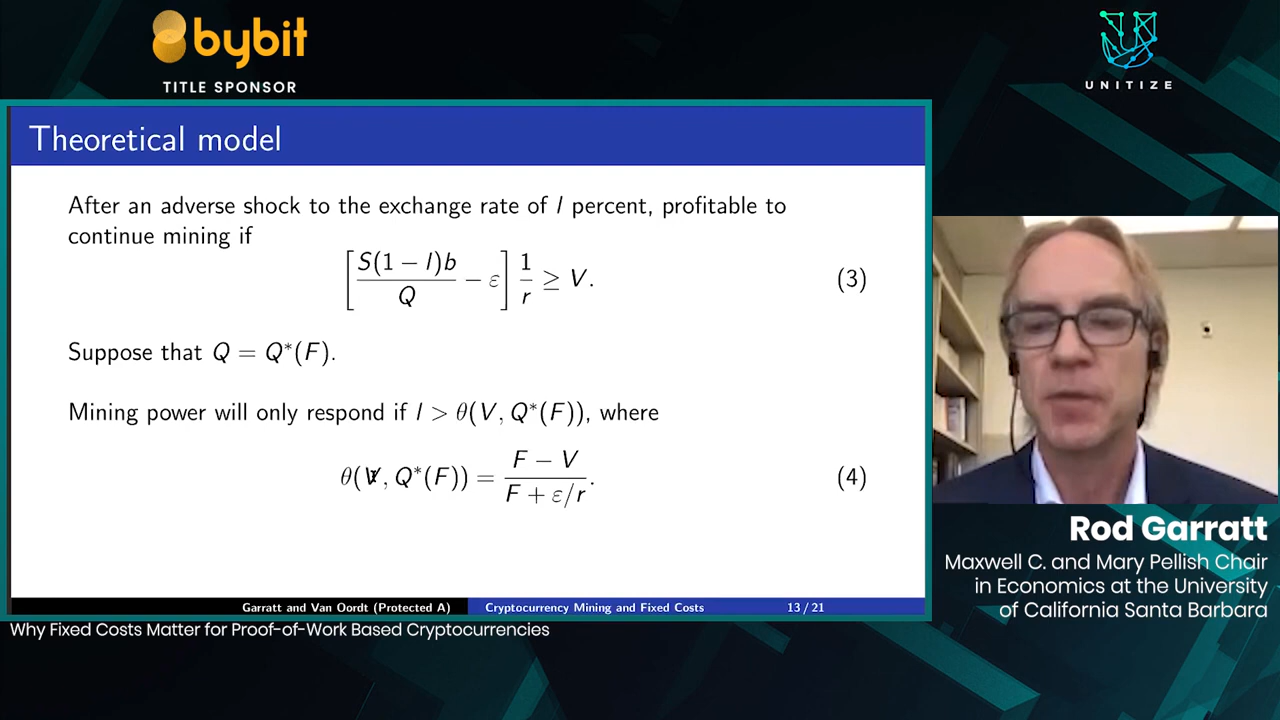 bybit
TITLE SPONSOR
UNITIZE
Theoretical model
After an adverse shock to the exchange rate of l percent, profitable to
continue mining if
[S(1 − l)b / Q − ε] 1/r ≥ V. (3)
Suppose that Q = Q*(F).
Mining power will only respond if l > θ(V, Q*(F)), where
θ(V, Q*(F)) = (F − V) / (F + ε/r). (4)
Garratt and Van Oordt (Protected A) Cryptocurrency Mining and Fixed Costs 13 / 21
Why Fixed Costs Matter for Proof-of-Work Based Cryptocurrencies
Rod Garratt
Maxwell C. and Mary Pellish Chair
in Economics at the University
of California Santa Barbara